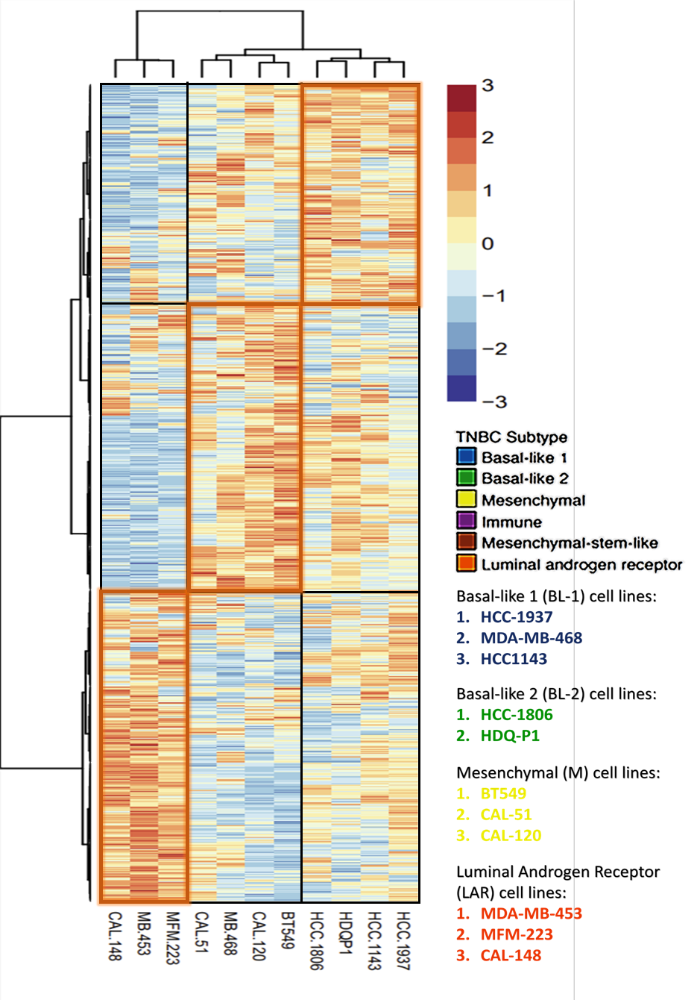 3
2
1
0
−1
−2
−3
TNBC Subtype
Basal-like 1
Basal-like 2
Mesenchymal
Immune
Mesenchymal-stem-like
Luminal androgen receptor
Basal-like 1 (BL-1) cell lines:
1. HCC-1937
2. MDA-MB-468
3. HCC1143
Basal-like 2 (BL-2) cell lines:
1. HCC-1806
2. HDQ-P1
Mesenchymal (M) cell lines:
1. BT549
2. CAL-51
3. CAL-120
Luminal Androgen Receptor
(LAR) cell lines:
1. MDA-MB-453
2. MFM-223
3. CAL-148
CAL.148
MB.453
MFM.223
CAL.51
MB.468
CAL.120
BT549
HCC.1806
HDQP1
HCC.1143
HCC.1937